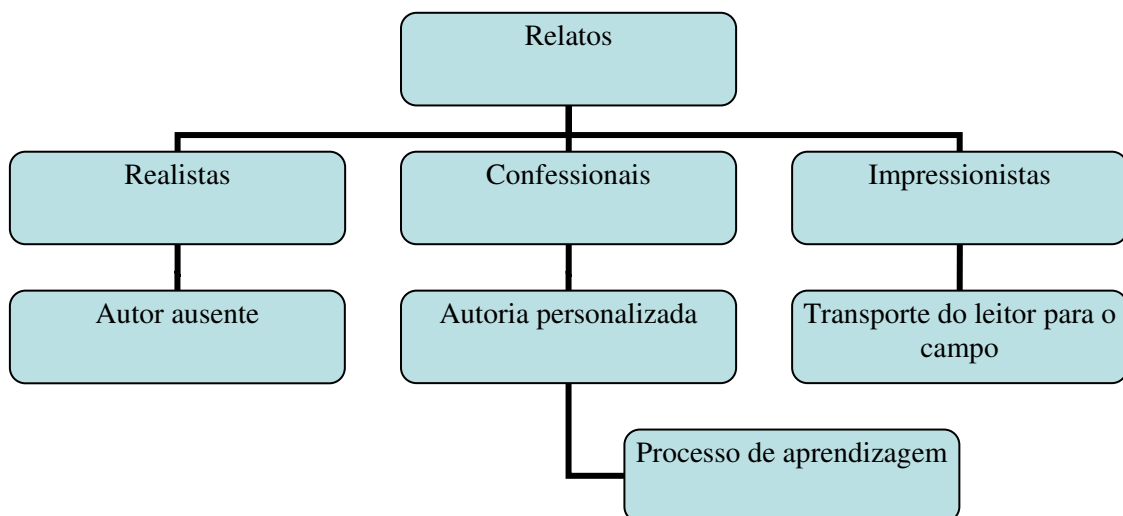 Relatos
Realistas
Confessionais
Impressionistas
Autor ausente
Autoria personalizada
Transporte do leitor para o
campo
Processo de aprendizagem